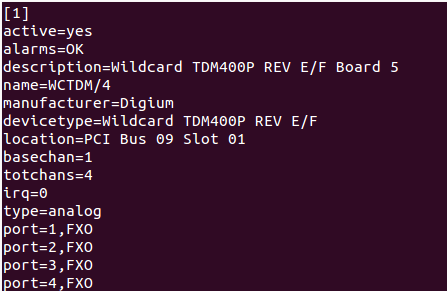 [1]
active=yes
alarms=OK
description=Wildcard TDM400P REV E/F Board 5
name=WCTDM/4
manufacturer=Digium
devicetype=Wildcard TDM400P REV E/F
location=PCI Bus 09 Slot 01
basechan=1
totchans=4
irq=0
type=analog
port=1,FXO
port=2,FXO
port=3,FXO
port=4,FXO